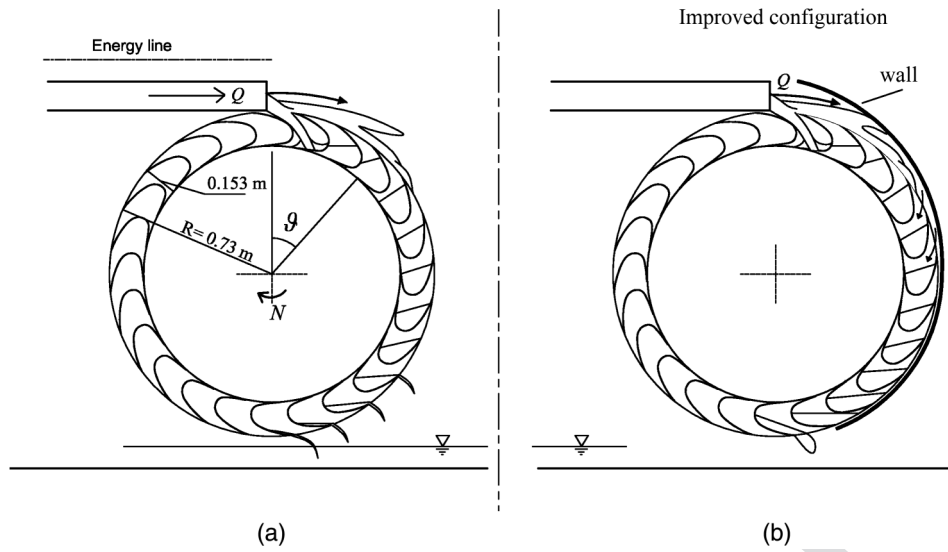 Improved configuration
Energy line
Q
Q
wall
0.153 m
R= 0.73 m
ϑ
N
(a)
(b)